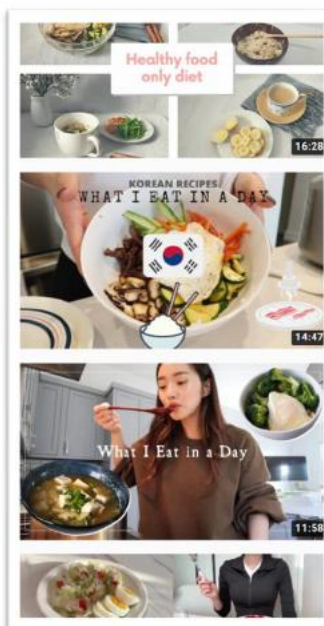 Healthy food
only diet
16:28
KOREAN RECIPES
WHAT I EAT IN A DAY
14:47
What I Eat in a Day
11:58